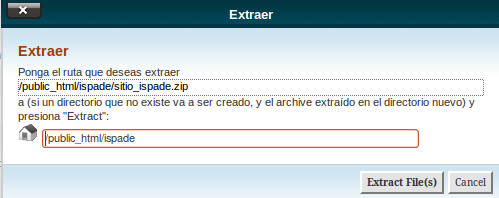 Extraer
Extraer
Ponga el ruta que deseas extraer
/public_html/ispade/sitio_ispade.zip
a (si un directorio que no existe va a ser creado, y el archive extraído en el directorio nuevo) y
presiona "Extract":
/public_html/ispade
Extract File(s) Cancel